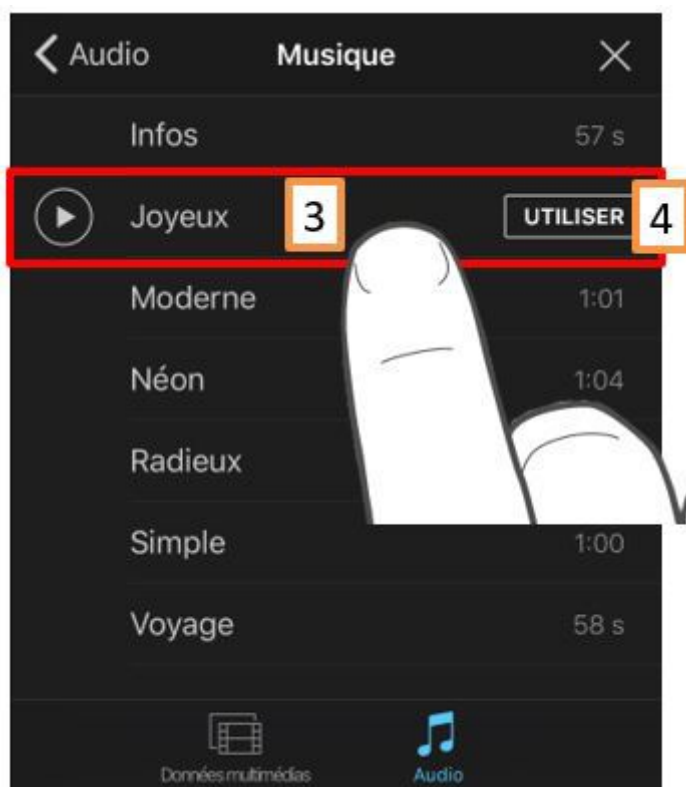 Audio Musique
Infos 57 s
Joyeux 3 UTILISER 4
Moderne 1:01
Néon 1:04
Radieux
Simple 1:00
Voyage 58 s
Données multimédias Audio